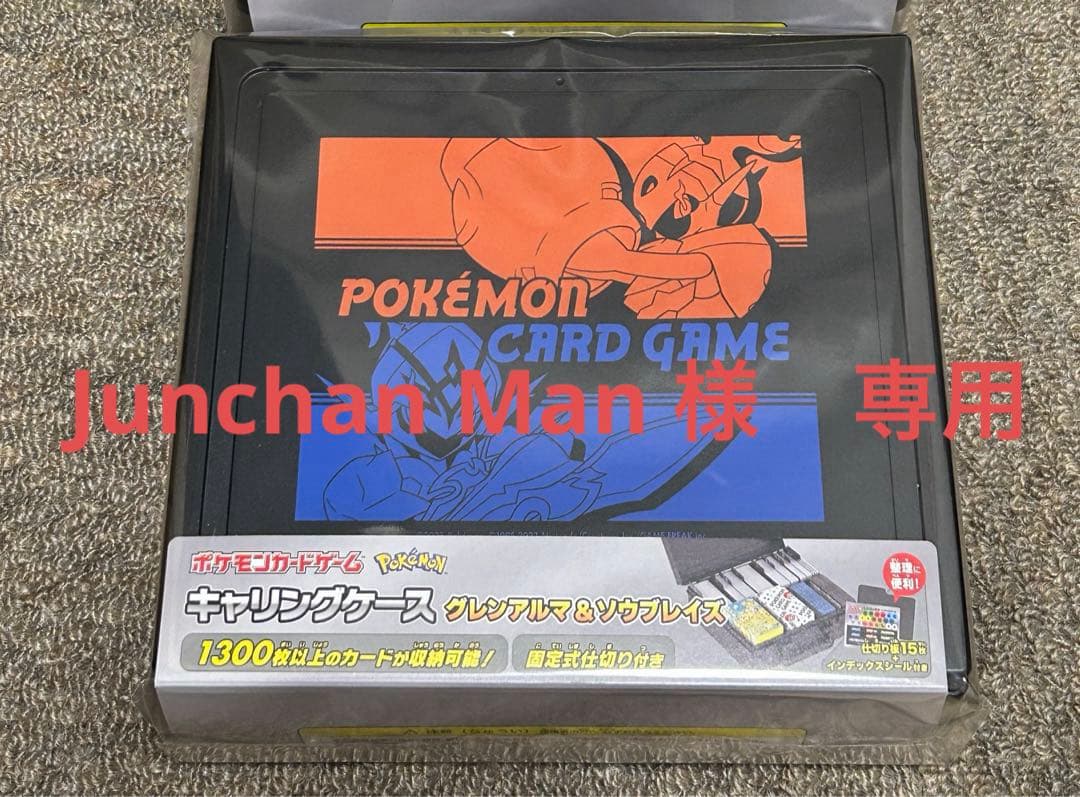 POKÉMON
CARD GAME
Junchan Man 様　専用
ポケモンカードゲーム POKÉMON
キャリングケース グレンアルマ&ソウブレイズ
整理に
便利!
1300枚以上のカードが収納可能!
固定式仕切り付き
仕切り板15枚
+
インデックスシール付き